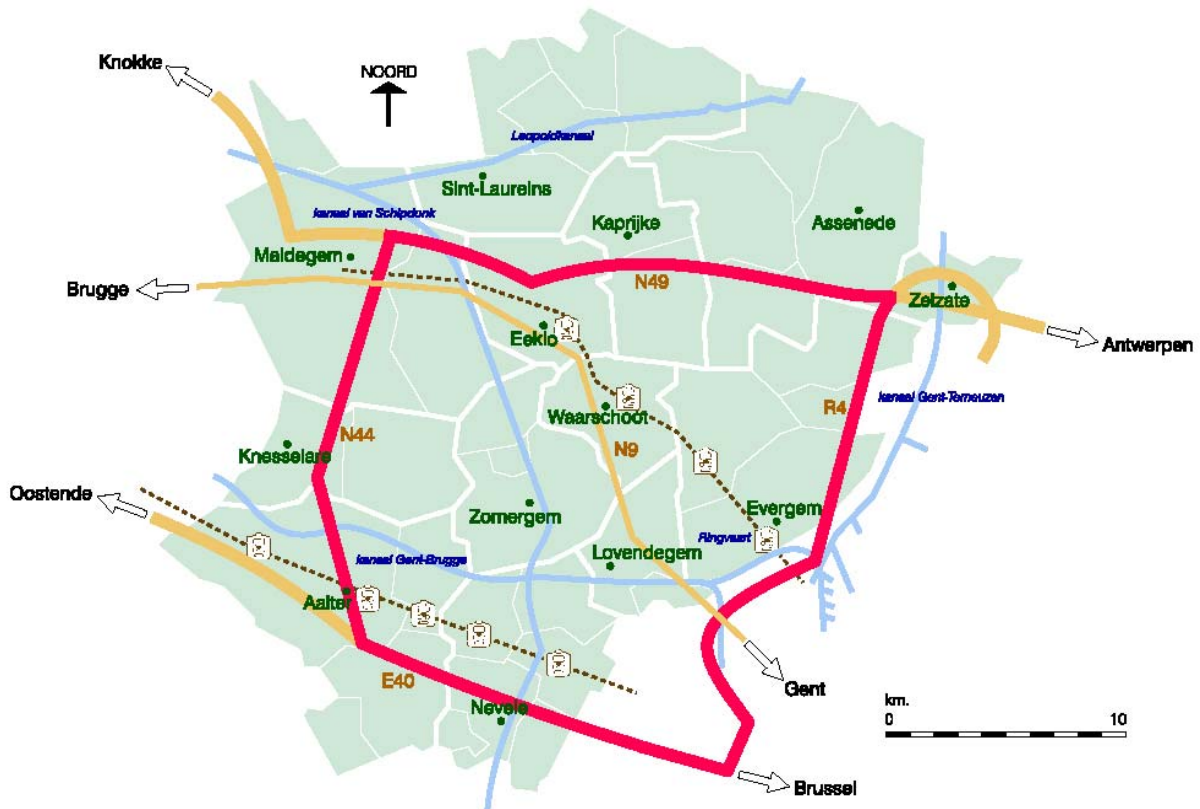 Knokke
NOORD
Leopoldkanaal
Sint-Laureins
kanaal van Schipdonk
Kaprijke
Assenede
Maldegem
Brugge
N49
Zelzate
Eeklo
Antwerpen
Waarschoot
R4
kanaal Gent-Terneuzen
N44
N9
Knesselare
Oostende
Zomergem
Evergem
Ringvaart
kanaal Gent-Brugge
Lovendegem
Aalter
E40
Gent
Nevele
km.
0 10
Brussel